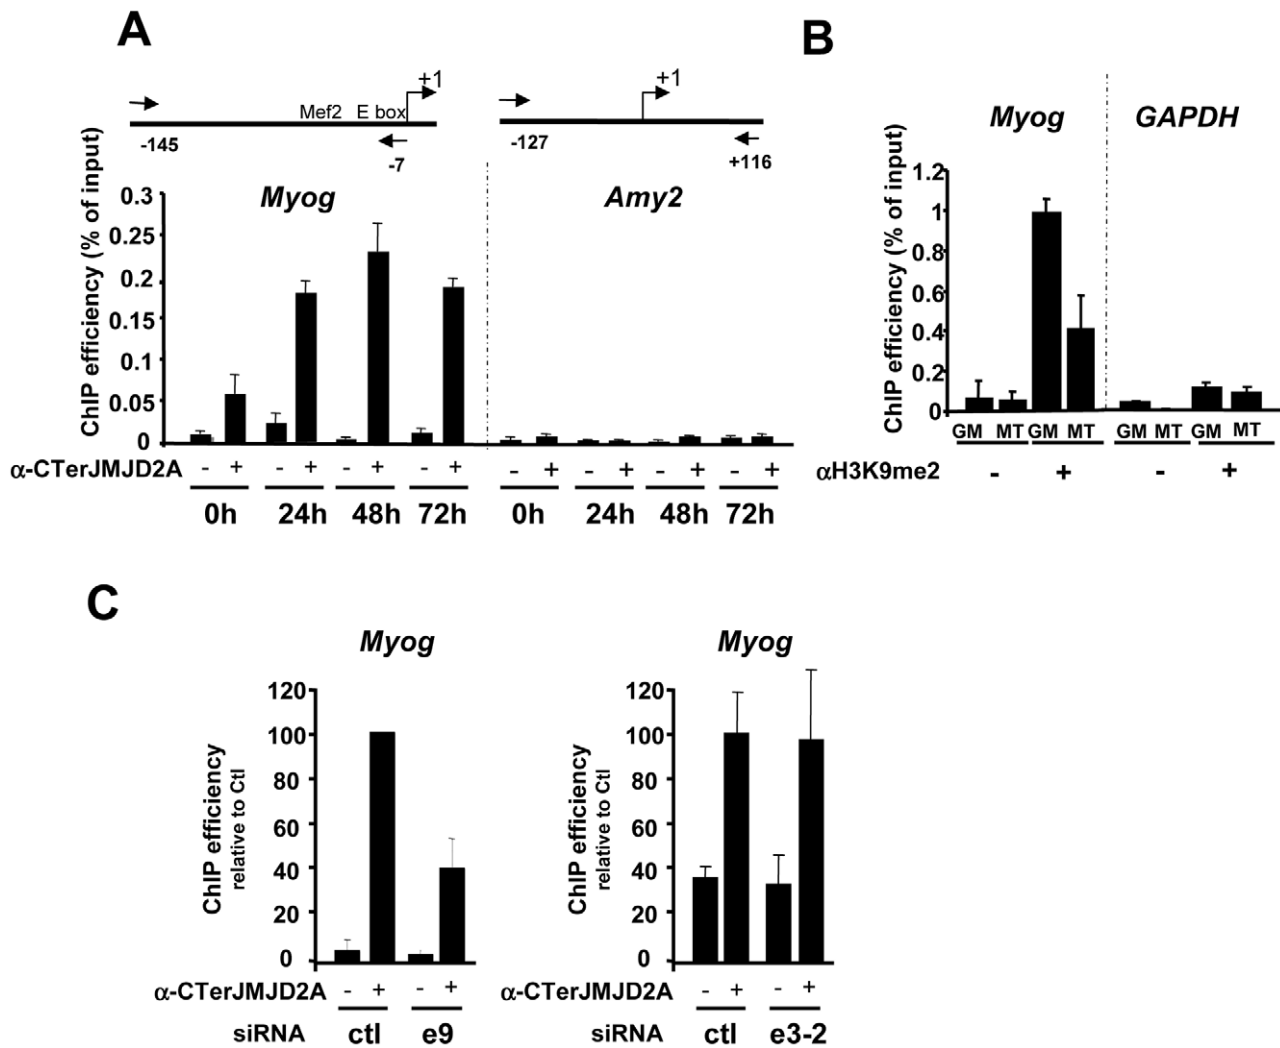 A
+1
Mef2 E box
-145
-7
+1
-127
+116
Myog
Amy2
ChIP efficiency (% of input)
0.3
0.25
0.2
0.15
0.1
0.05
0
α-CTerJMJD2A - + - + - + - + - + - + - + - +
0h 24h 48h 72h 0h 24h 48h 72h
B
Myog GAPDH
ChIP efficiency (% of input)
1.2
1
0.8
0.6
0.4
0.2
0
GM MT GM MT GM MT GM MT
αH3K9me2 - + - +
C
Myog
ChIP efficiency
relative to Ctl
120
100
80
60
40
20
0
α-CTerJMJD2A - + - +
siRNA ctl e9
Myog
ChIP efficiency
relative to Ctl
120
100
80
60
40
20
0
α-CTerJMJD2A - + - +
siRNA ctl e3-2